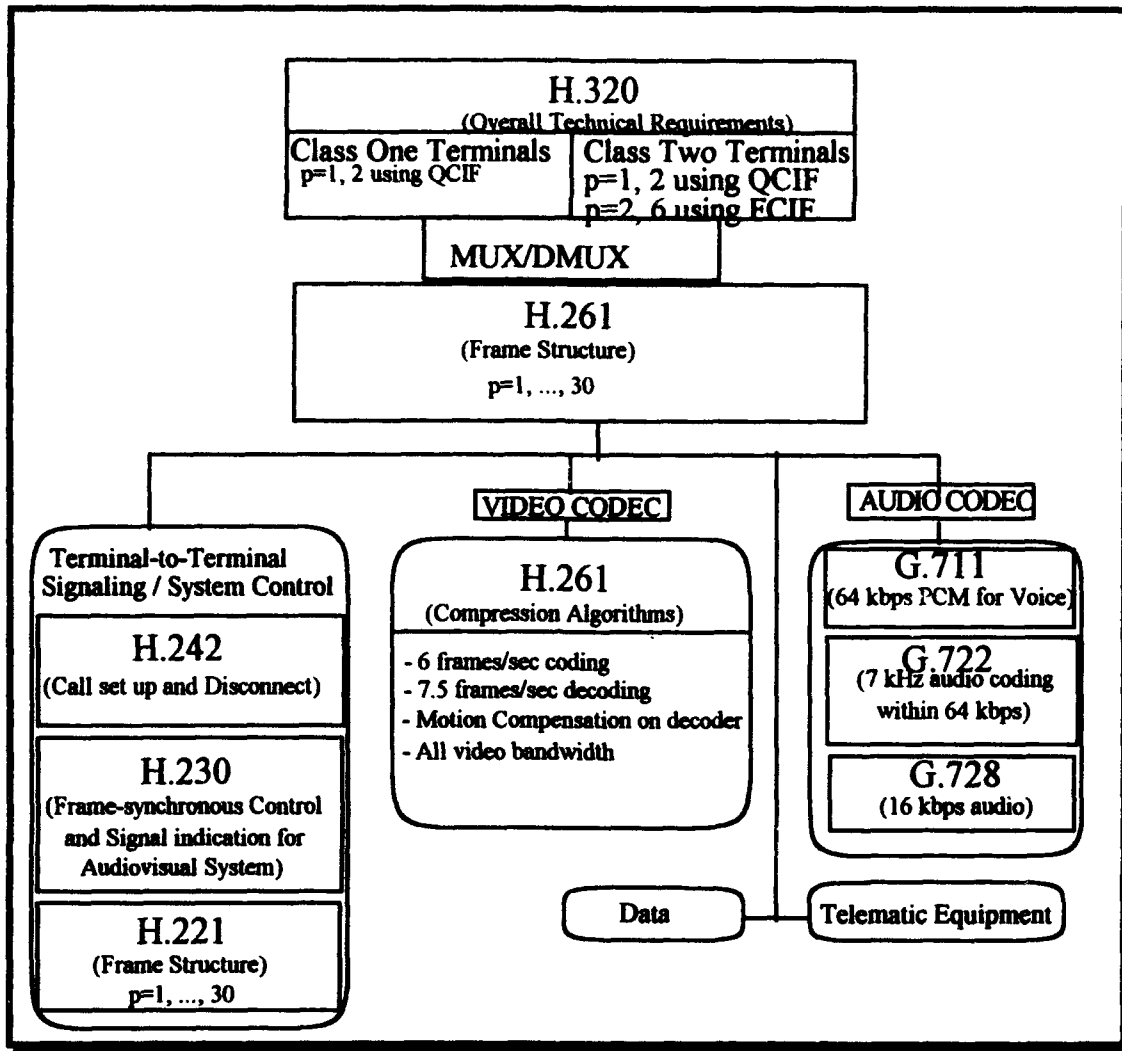 H.320
(Overall Technical Requirements)
Class One Terminals
p=1, 2 using QCIF
Class Two Terminals
p=1, 2 using QCIF
p=2, 6 using FCIF
MUX/DMUX
H.261
(Frame Structure)
p=1, ..., 30
VIDEO CODEC
AUDIO CODEC
Terminal-to-Terminal
Signaling / System Control
H.242
(Call set up and Disconnect)
H.230
(Frame-synchronous Control
and Signal indication for
Audiovisual System)
H.221
(Frame Structure)
p=1, ..., 30
H.261
(Compression Algorithms)
- 6 frames/sec coding
- 7.5 frames/sec decoding
- Motion Compensation on decoder
- All video bandwidth
G.711
(64 kbps PCM for Voice)
G.722
(7 kHz audio coding
within 64 kbps)
G.728
(16 kbps audio)
Data
Telematic Equipment